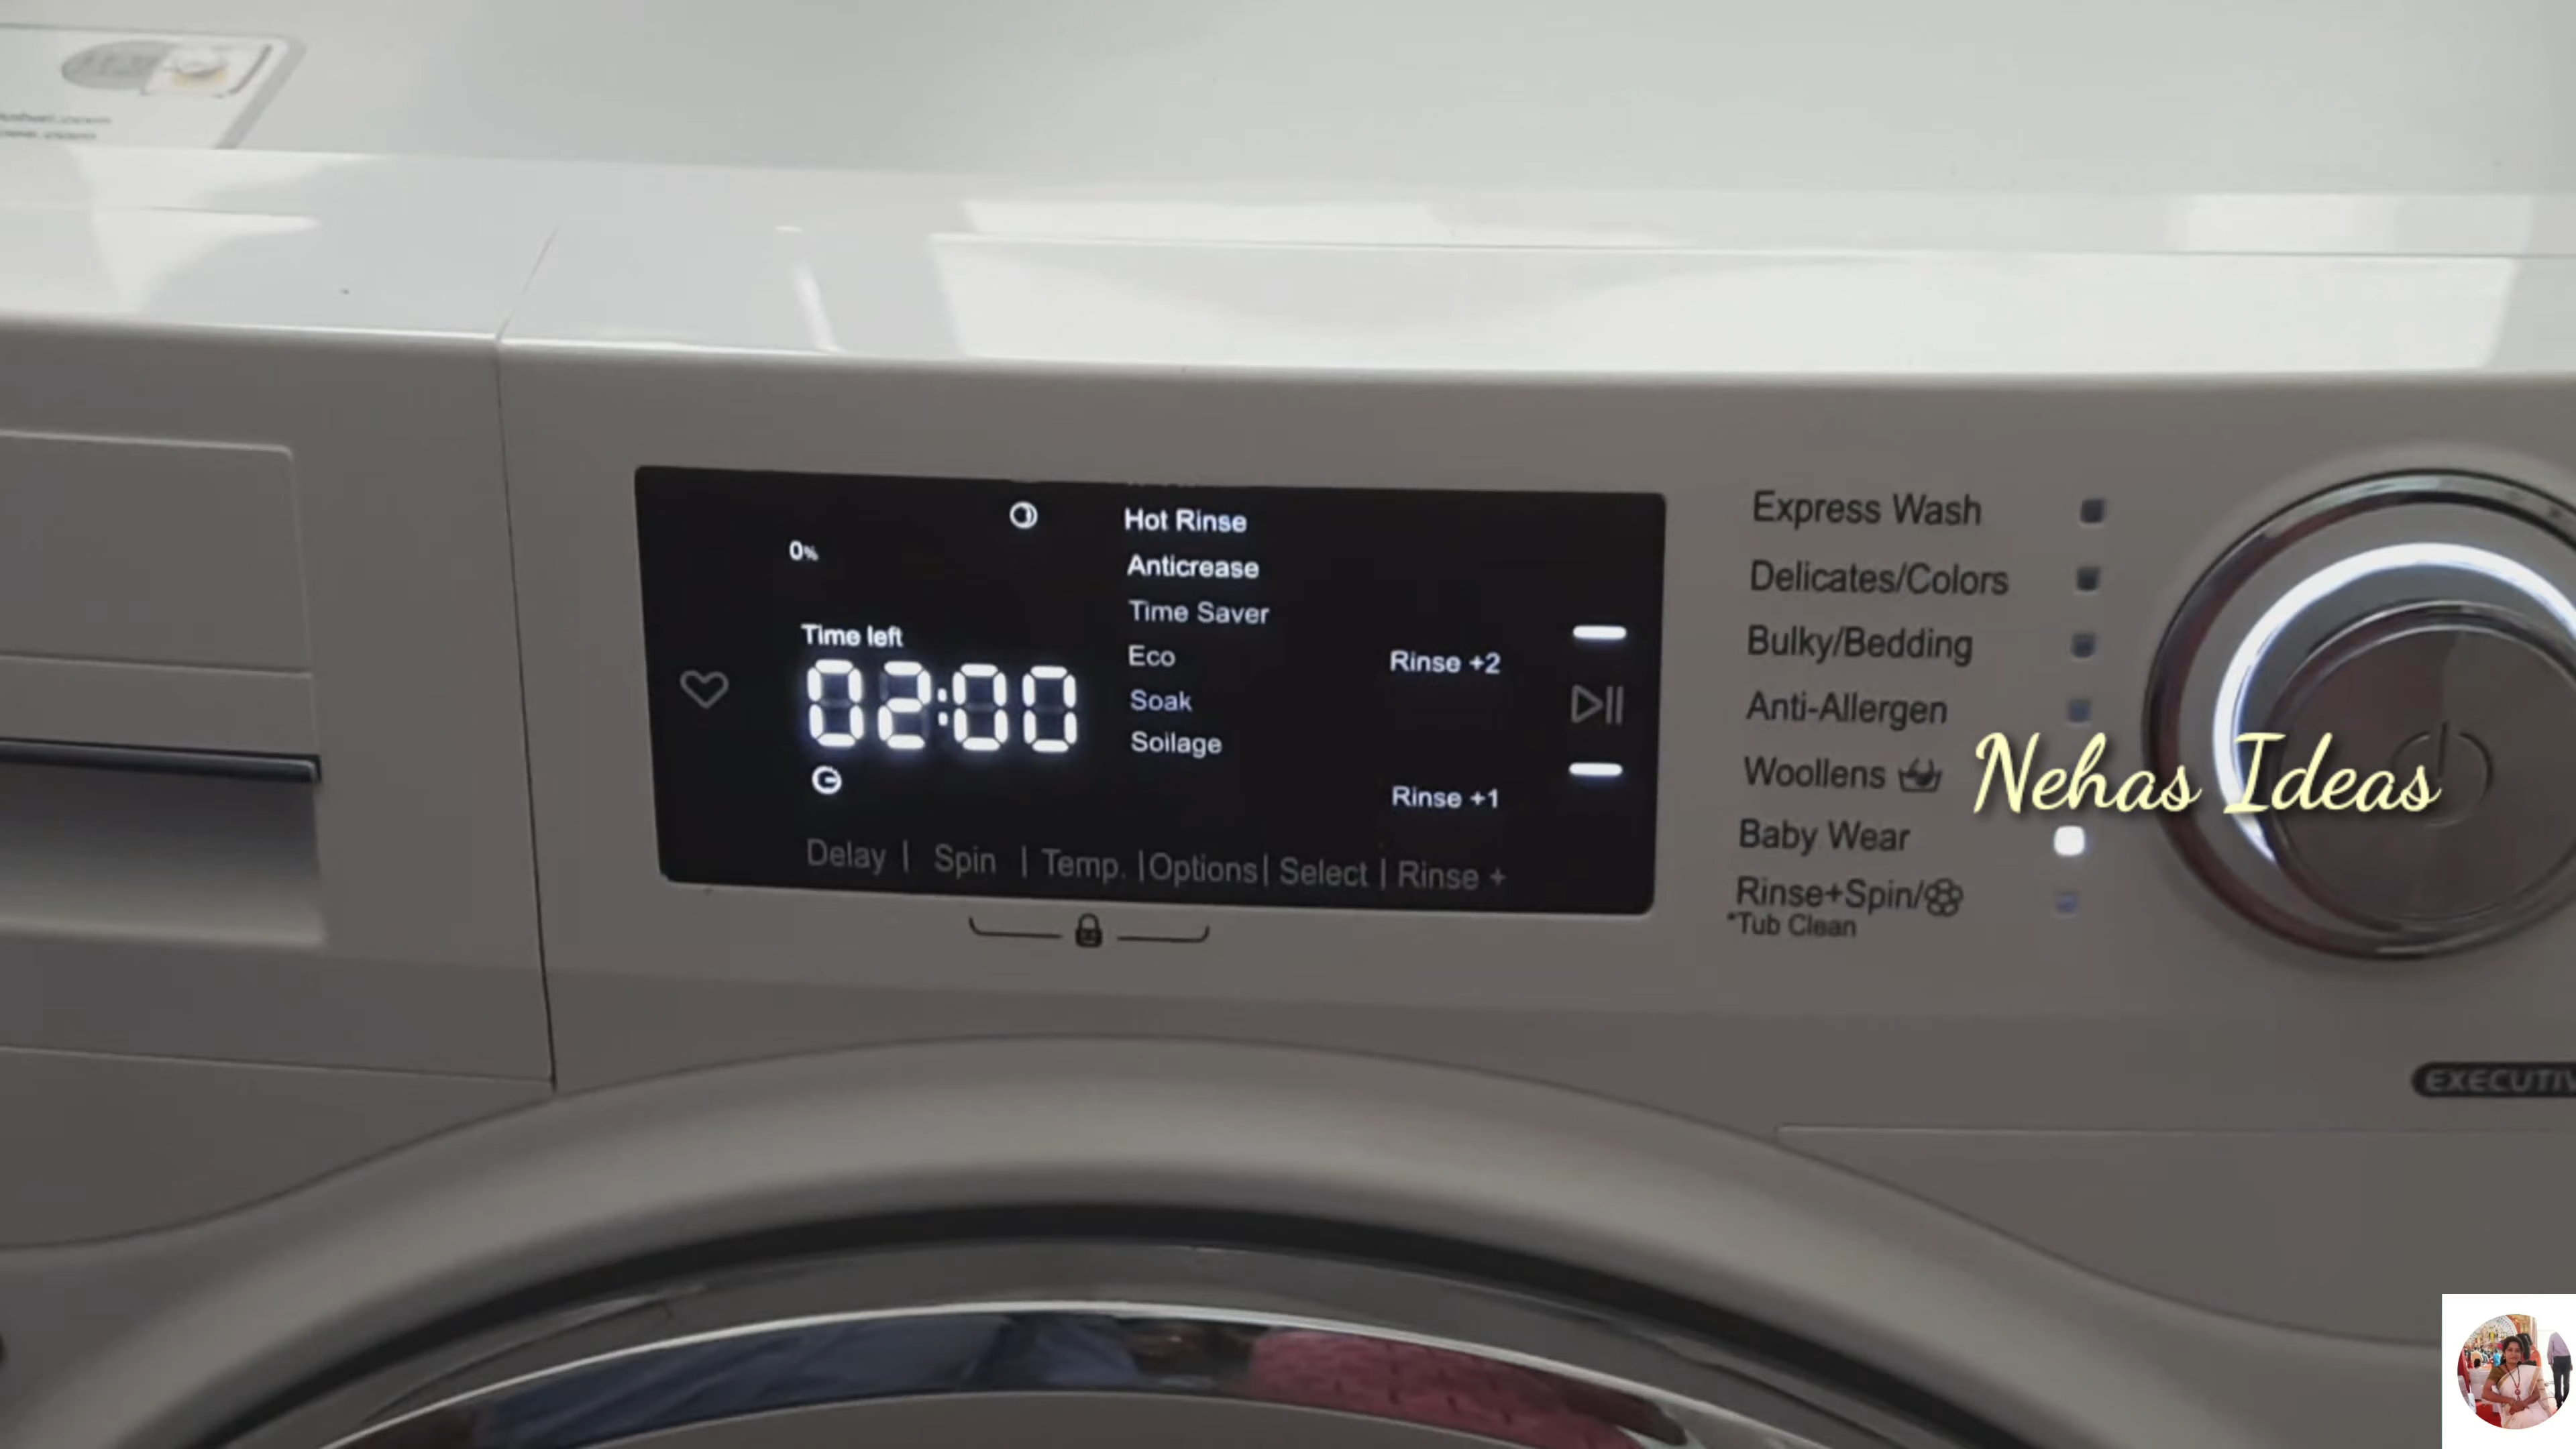 Hot Rinse
0%
Anticrease
Time left
Time Saver
02:00
Eco
Rinse +2
Soak
Soilage
Rinse +1
Delay | Spin | Temp. | Options | Select | Rinse +
Express Wash
Delicates/Colors
Bulky/Bedding
Anti-Allergen
Woollens
Baby Wear
Rinse+Spin/
*Tub Clean
Nehas Ideas